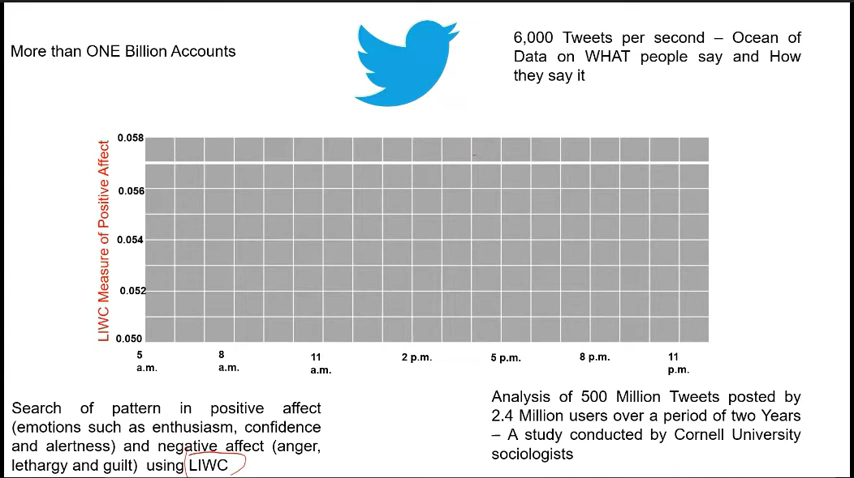 More than ONE Billion Accounts
6,000 Tweets per second – Ocean of
Data on WHAT people say and How
they say it
LIWC Measure of Positive Affect
0.058
0.056
0.054
0.052
0.050
5
a.m.
8
a.m.
11
a.m.
2 p.m.
5 p.m.
8 p.m.
11
p.m.
Search of pattern in positive affect
(emotions such as enthusiasm, confidence
and alertness) and negative affect (anger,
lethargy and guilt) using LIWC
Analysis of 500 Million Tweets posted by
2.4 Million users over a period of two Years
– A study conducted by Cornell University
sociologists